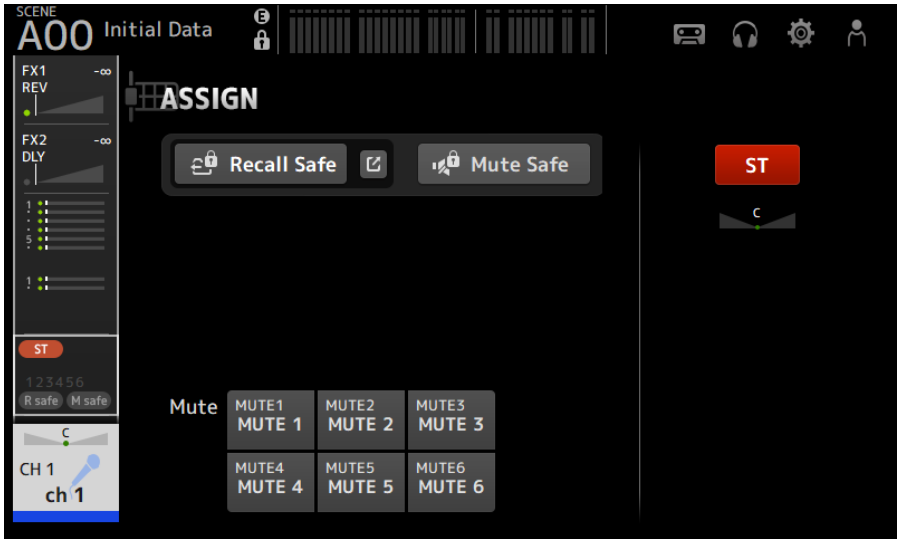 SCENE
A00 Initial Data
E
FX1 -∞
REV
FX2 -∞
DLY
1
5
1
ST
123456
R safe M safe
C
CH 1
ch 1
ASSIGN
Recall Safe
Mute Safe
Mute
MUTE1
MUTE 1
MUTE2
MUTE 2
MUTE3
MUTE 3
MUTE4
MUTE 4
MUTE5
MUTE 5
MUTE6
MUTE 6
ST
C